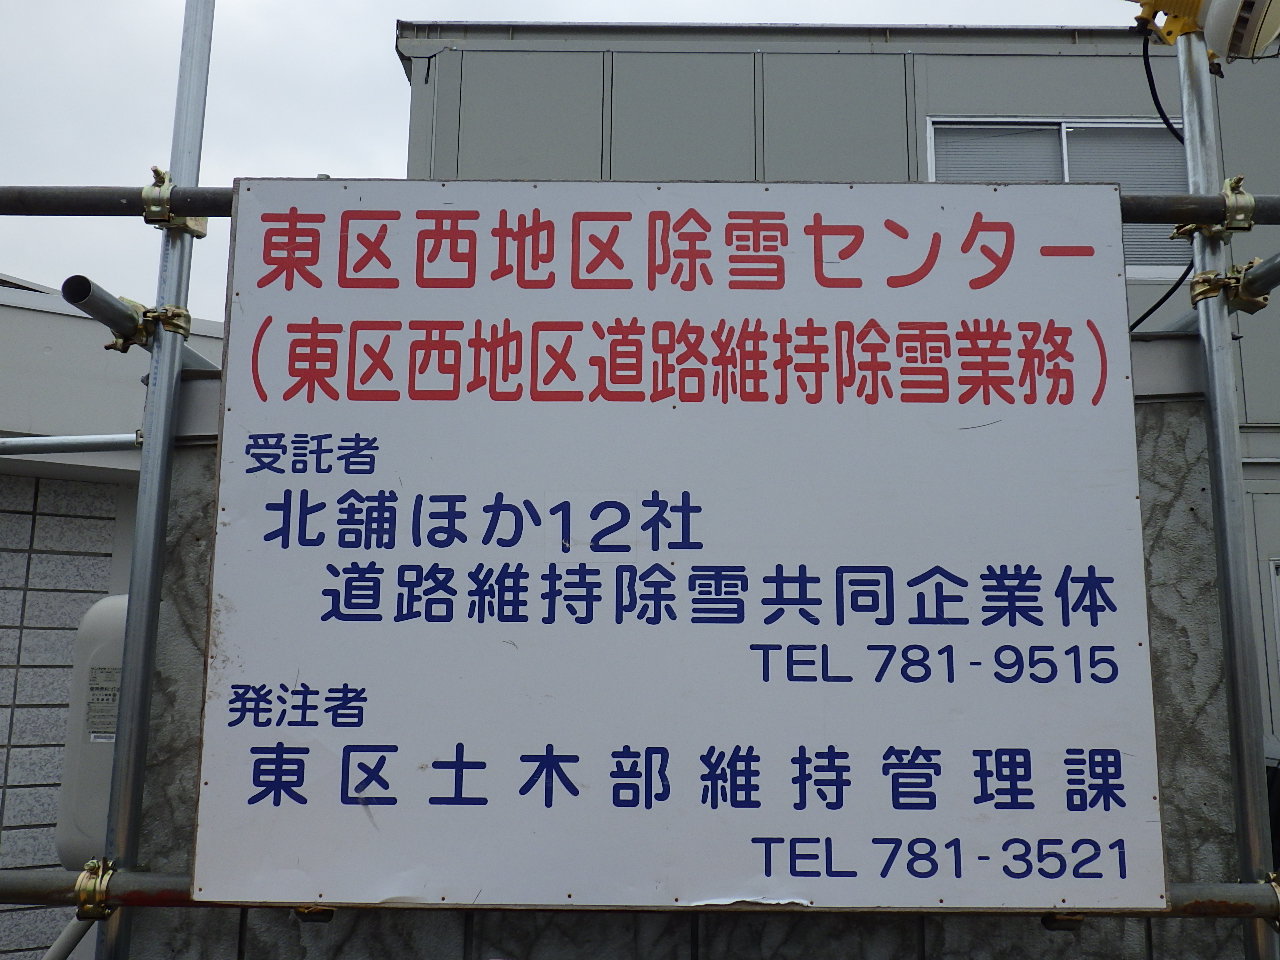 東区西地区除雪センター
(東区西地区道路維持除雪業務)
受託者
北舗ほか12社
道路維持除雪共同企業体
TEL 781-9515
発注者
東区土木部維持管理課
TEL 781-3521